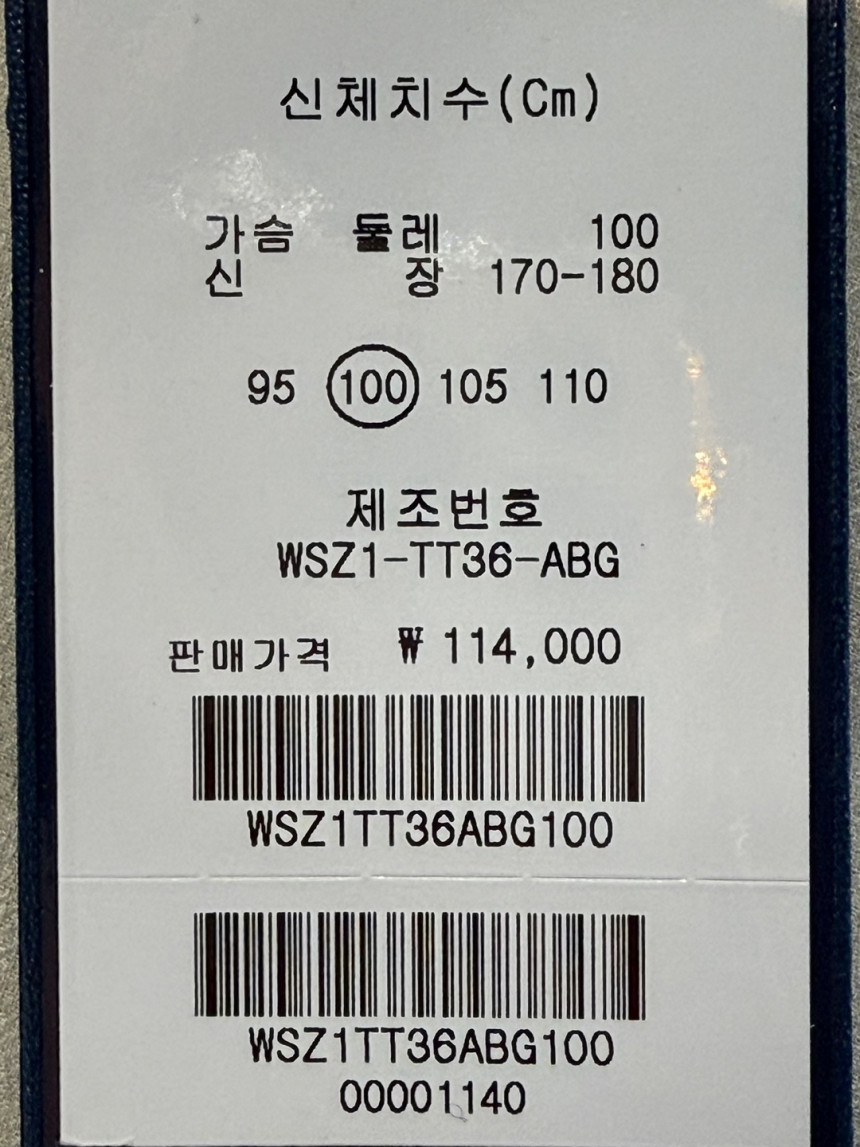 신체치수(Cm)
가슴 둘레 100
신 장 170-180
95 100 105 110
제조번호
WSZ1-TT36-ABG
판매가격 ₩ 114,000
WSZ1TT36ABG100
WSZ1TT36ABG100
00001140